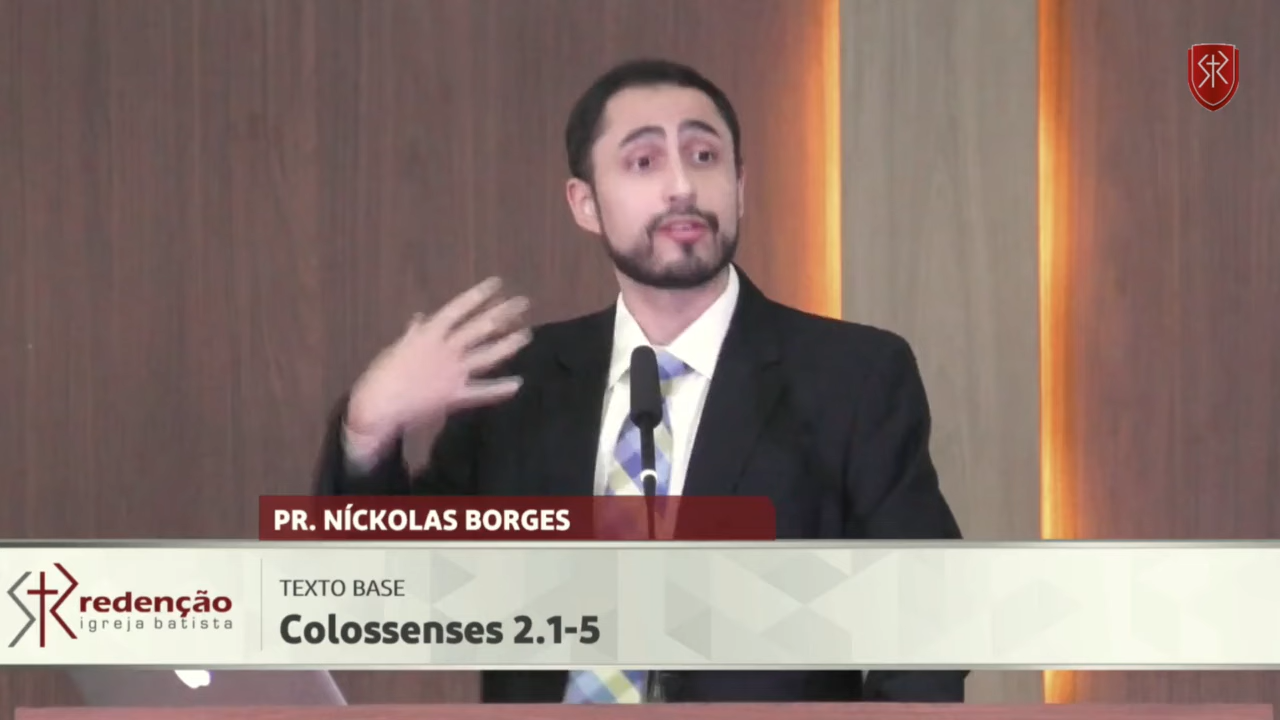 PR. NÍCKOLAS BORGES
redenção
igreja batista
TEXTO BASE
Colossenses 2.1-5